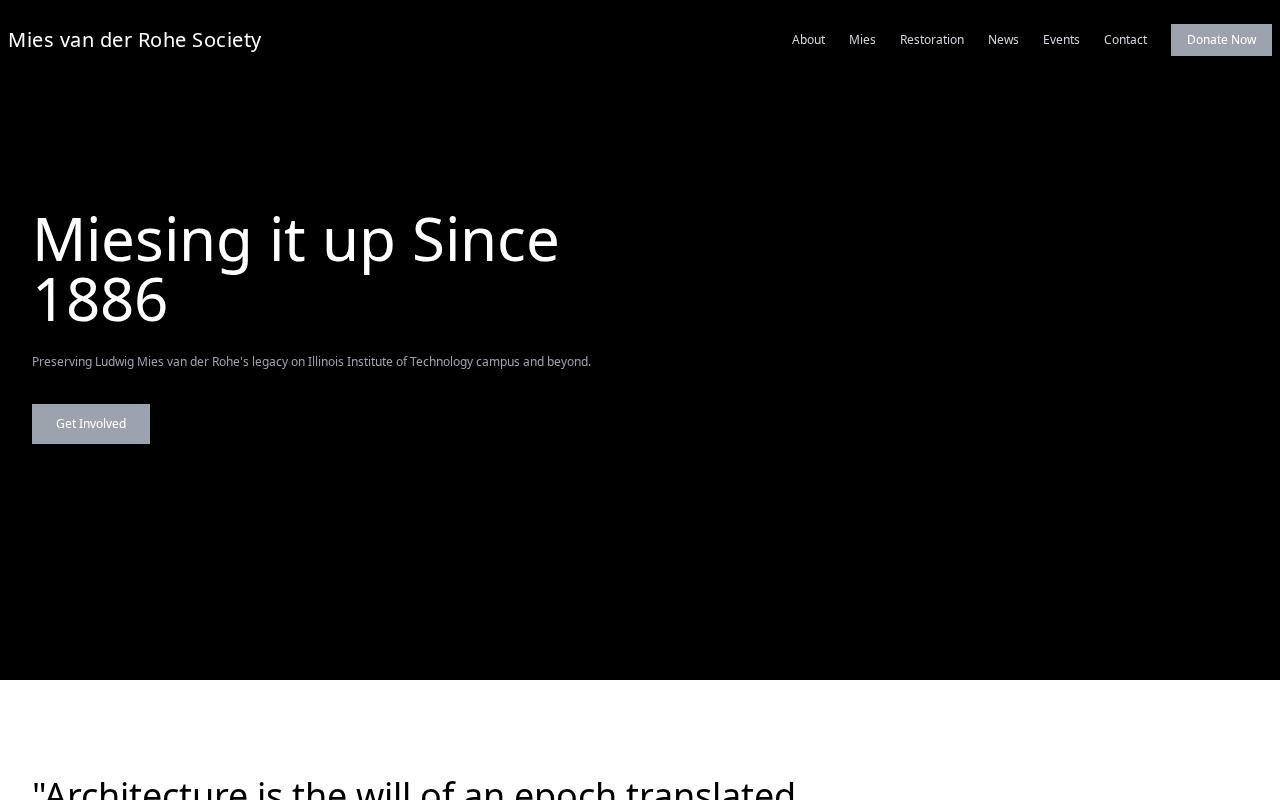 Mies van der Rohe Society
About Mies Restoration News Events Contact Donate Now
Miesing it up Since
1886
Preserving Ludwig Mies van der Rohe's legacy on Illinois Institute of Technology campus and beyond.
Get Involved
"Architecture is the will of an epoch translated